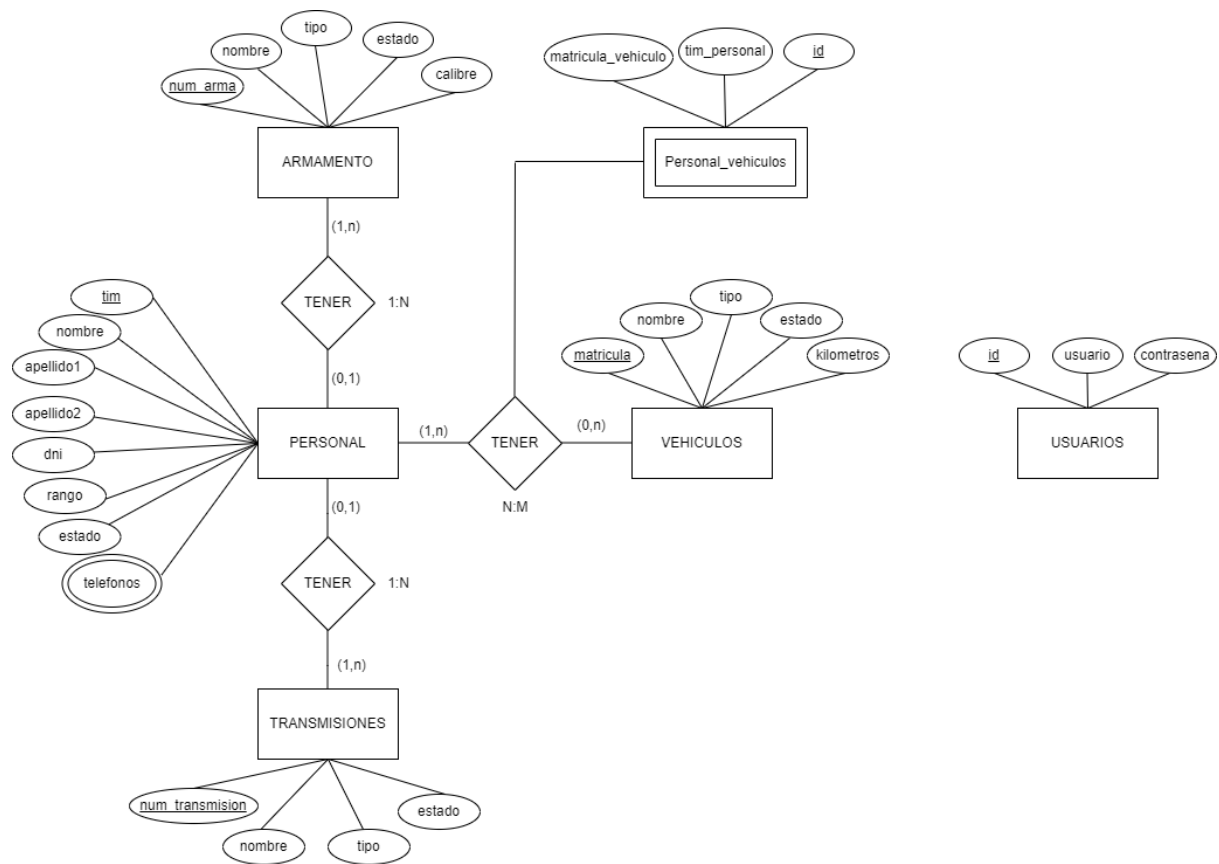 tipo
nombre
estado
num_arma
calibre
ARMAMENTO
matricula_vehiculo
tim_personal
id
Personal_vehiculos
(1,n)
TENER
1:N
(0,1)
tim
nombre
apellido1
apellido2
dni
rango
estado
telefonos
PERSONAL
(1,n)
TENER
N:M
(0,n)
tipo
nombre
estado
matricula
kilometros
VEHICULOS
id
usuario
contrasena
USUARIOS
(0,1)
TENER
1:N
(1,n)
TRANSMISIONES
num_transmision
nombre
tipo
estado